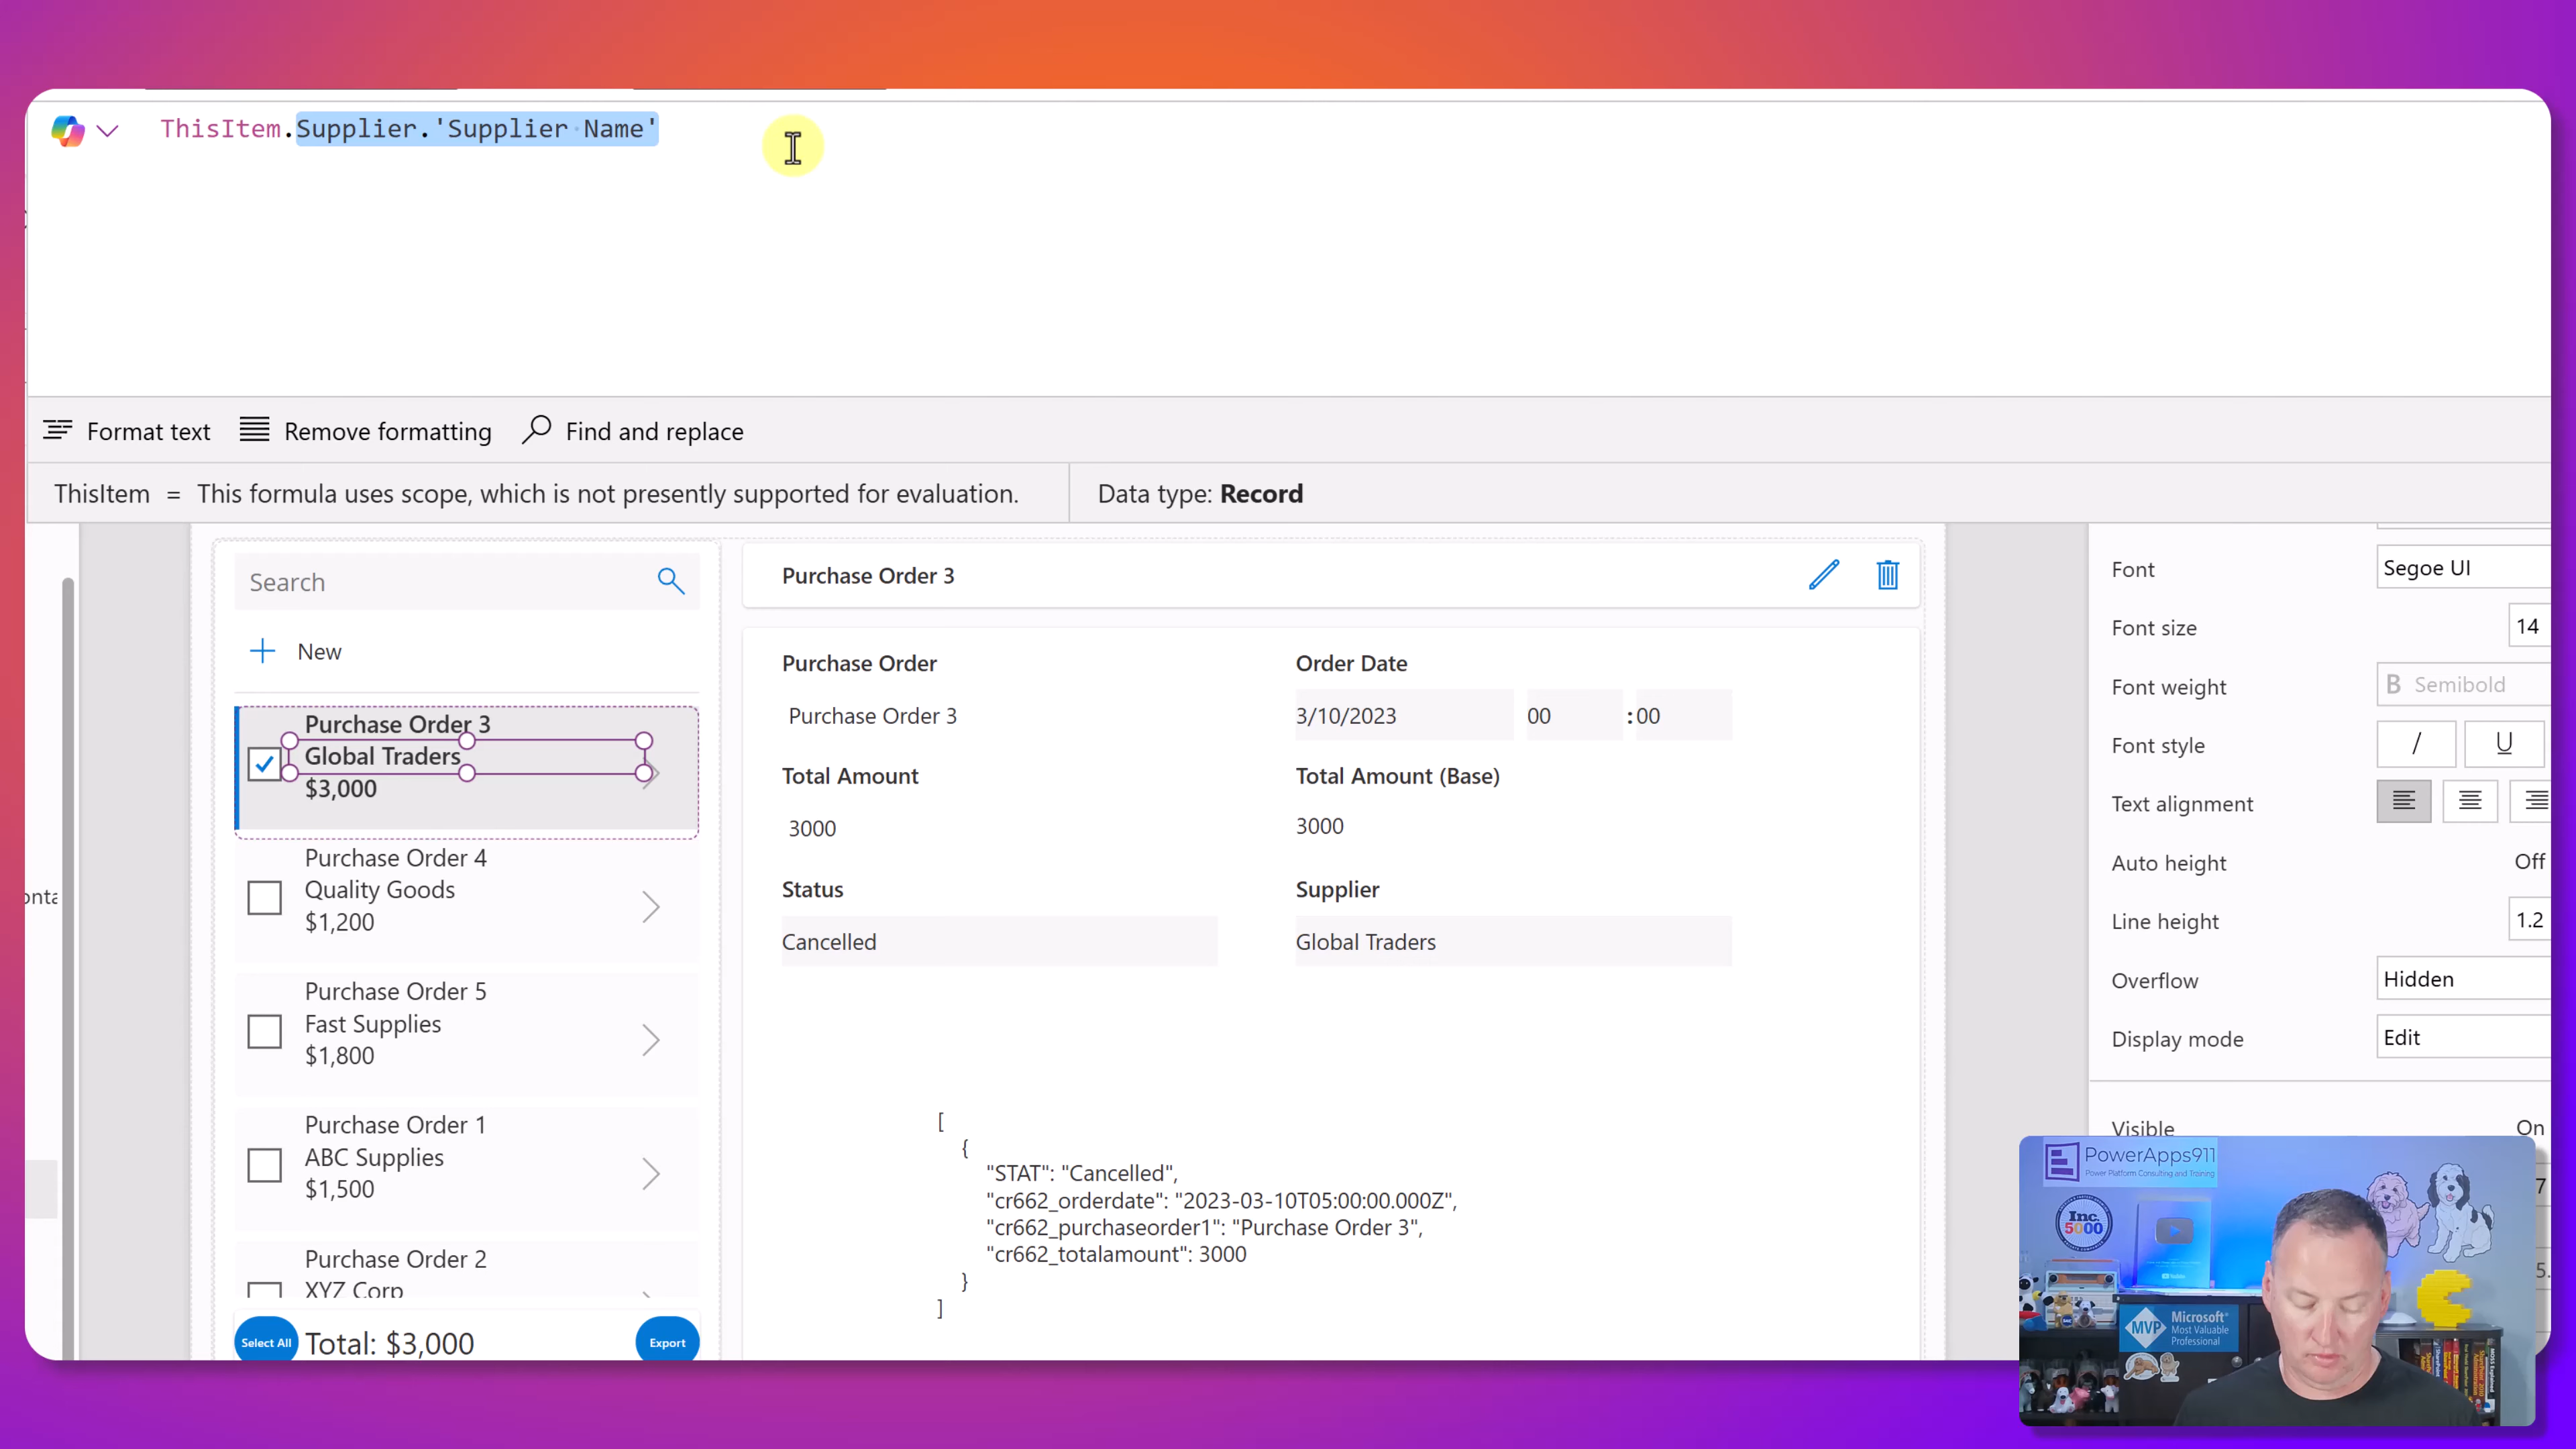 ThisItem.Supplier.'Supplier Name'
Format text
Remove formatting
Find and replace
ThisItem = This formula uses scope, which is not presently supported for evaluation.
Data type: Record
Search
New
Purchase Order 3
Global Traders
$3,000
Purchase Order 4
Quality Goods
$1,200
Purchase Order 5
Fast Supplies
$1,800
Purchase Order 1
ABC Supplies
$1,500
Purchase Order 2
XYZ Corp
Select All
Total: $3,000
Export
Purchase Order 3
Purchase Order
Purchase Order 3
Order Date
3/10/2023 00 :00
Total Amount
3000
Total Amount (Base)
3000
Status
Cancelled
Supplier
Global Traders
[
{
"STAT": "Cancelled",
"cr662_orderdate": "2023-03-10T05:00:00.000Z",
"cr662_purchaseorder1": "Purchase Order 3",
"cr662_totalamount": 3000
}
]
Font Segoe UI
Font size 14
Font weight B Semibold
Font style / U
Text alignment
Auto height Off
Line height 1.2
Overflow Hidden
Display mode Edit
Visible On
PowerApps911
Power Platform Consulting and Training
Inc.
5000
MVP
Microsoft®
Most Valuable
Professional